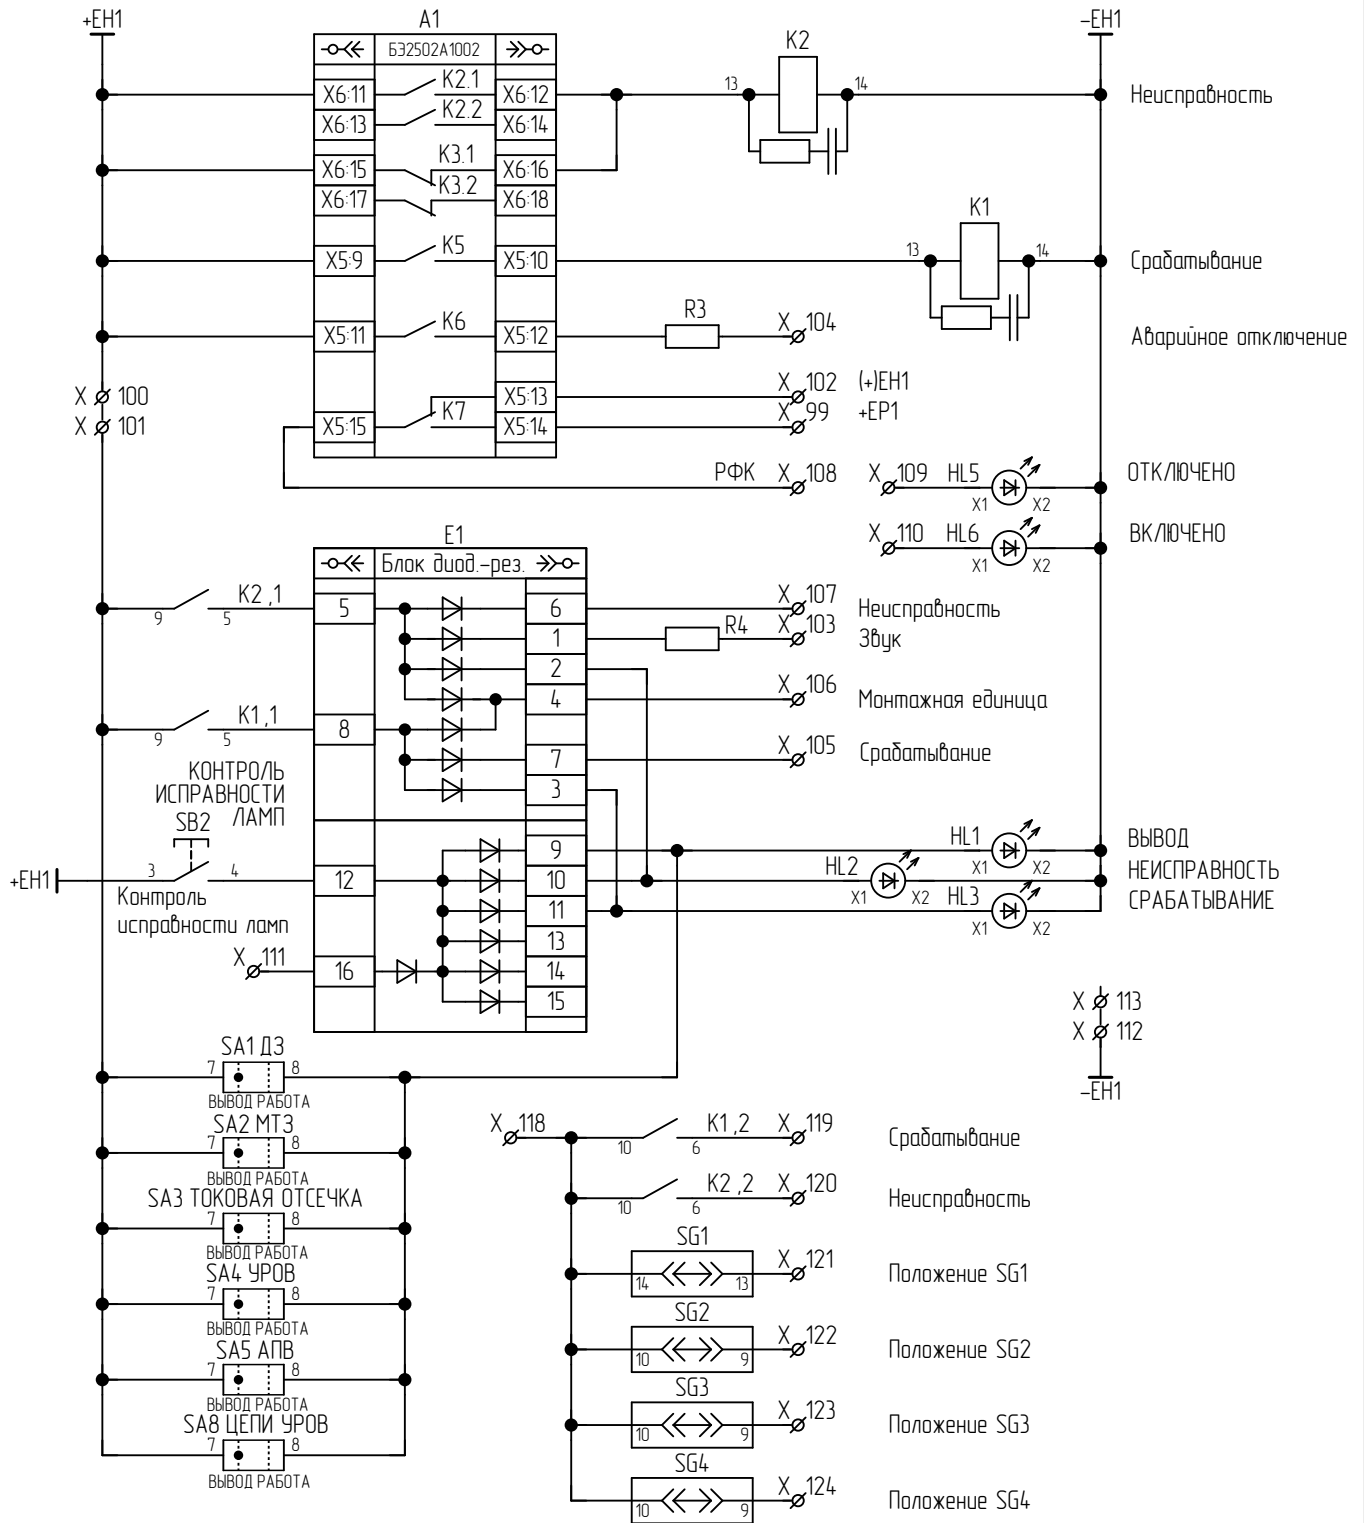 +EH1
A1
–EH1
БЭ2502А1002
K2
X6:11 K2.1 X6:12 13 14 Неисправность
X6:13 K2.2 X6:14
X6:15 K3.1 X6:16
X6:17 K3.2 X6:18
K1
X5:9 K5 X5:10 13 14 Срабатывание
X5:11 K6 X5:12 R3 X 104 Аварийное отключение
X 100
X5:13 X 102 (+)EH1
X 101
X5:15 K7 X5:14 X 99 +EP1
РФК X 108 X 109 HL5 X1 X2 ОТКЛЮЧЕНО
X 110 HL6 X1 X2 ВКЛЮЧЕНО
E1
Блок диод.-рез.
9 5 K2,1 5 6 X 107 Неисправность
1 R4 X 103 Звук
2
4 X 106 Монтажная единица
9 5 K1,1 8
7 X 105 Срабатывание
3
КОНТРОЛЬ
ИСПРАВНОСТИ
ЛАМП
SB2
9 HL1 X1 X2 ВЫВОД
+EH1 3 4 12 10 HL2 X1 X2 НЕИСПРАВНОСТЬ
Контроль
исправности ламп
11 HL3 X1 X2 СРАБАТЫВАНИЕ
13
X 111 16 14
15
X 113
X 112
–EH1
SA1 ДЗ
7 8
ВЫВОД РАБОТА
SA2 МТЗ
7 8
ВЫВОД РАБОТА
SA3 ТОКОВАЯ ОТСЕЧКА
7 8
ВЫВОД РАБОТА
SA4 УРОВ
7 8
ВЫВОД РАБОТА
SA5 АПВ
7 8
ВЫВОД РАБОТА
SA8 ЦЕПИ УРОВ
7 8
ВЫВОД РАБОТА
X 118 10 6 K1,2 X 119 Срабатывание
10 6 K2,2 X 120 Неисправность
SG1
14 13 X 121 Положение SG1
SG2
10 9 X 122 Положение SG2
SG3
10 9 X 123 Положение SG3
SG4
10 9 X 124 Положение SG4